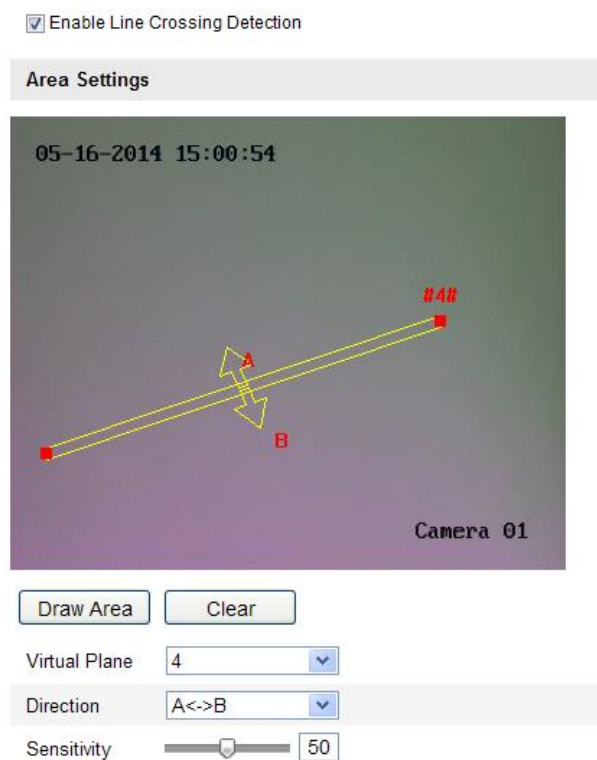 Enable Line Crossing Detection
Area Settings
05-16-2014 15:00:54
#4#
A
B
Camera 01
Draw Area Clear
Virtual Plane 4
Direction A<->B
Sensitivity 50